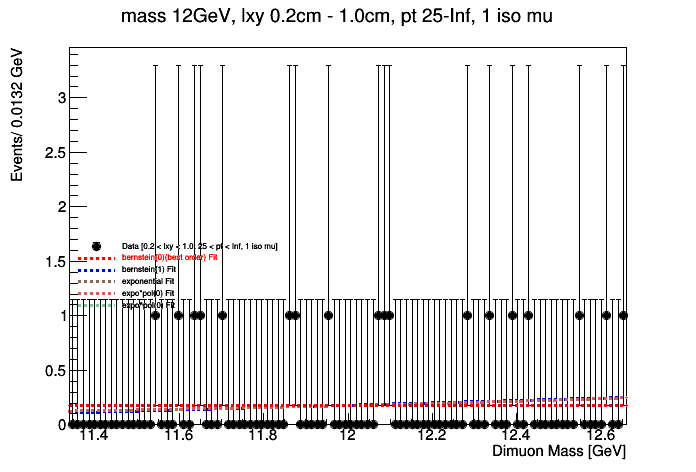 mass 12GeV, lxy 0.2cm - 1.0cm, pt 25-Inf, 1 iso mu
Events/ 0.0132 GeV
3
2.5
2
1.5
1
0.5
0
Data [0.2 < lxy < 1.0, 25 < pt < Inf, 1 iso mu]
bernstein[0](best order) Fit
bernstein(1) Fit
exponential Fit
expo*pol(0) Fit
Fit
11.4 11.6 11.8 12 12.2 12.4 12.6
Dimuon Mass [GeV]